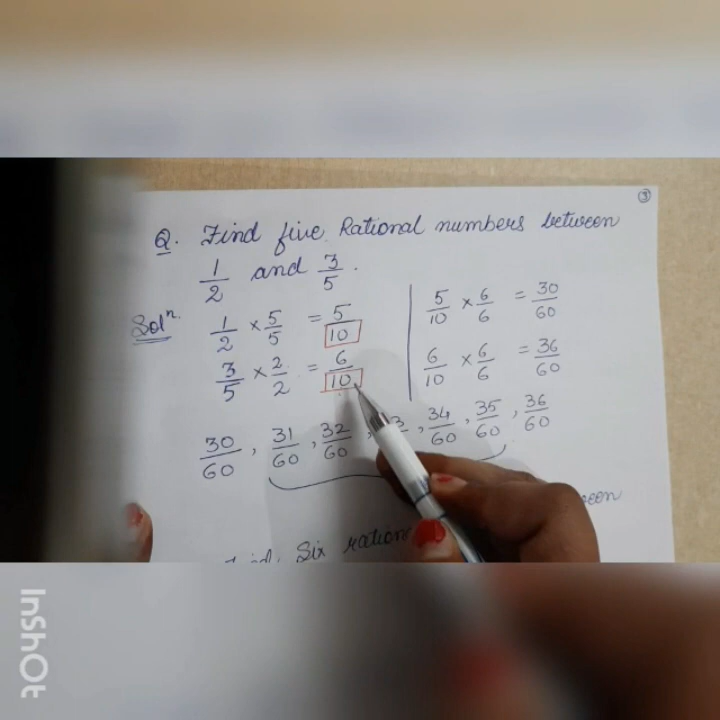 3
Q. Find five Rational numbers between
1/2 and 3/5.
Solⁿ. 1/2 × 5/5 = 5/10
3/5 × 2/2 = 6/10
5/10 × 6/6 = 30/60
6/10 × 6/6 = 36/60
30/60, 31/60, 32/60, 34/60, 35/60, 36/60
Six
InShOt